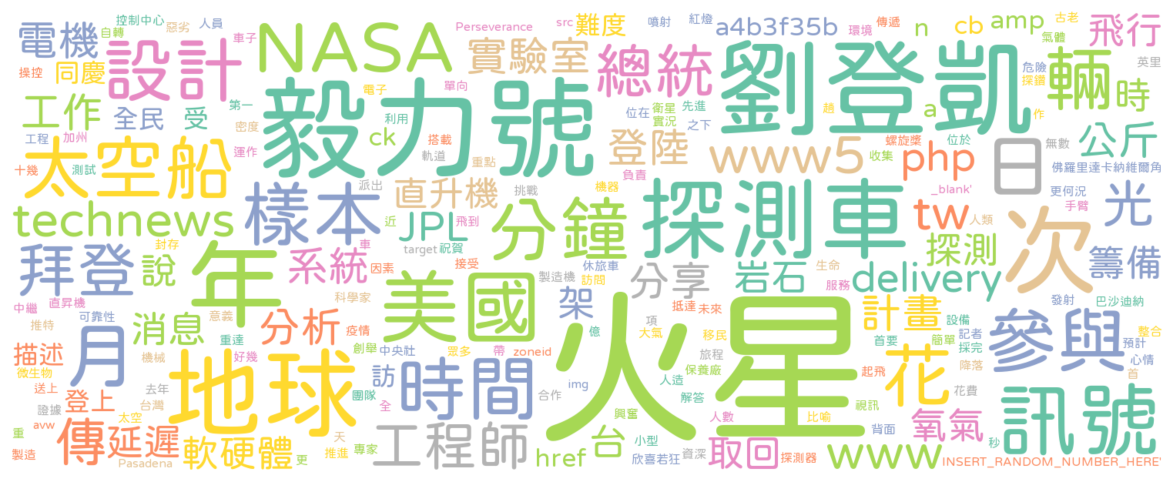 控制中心 惡劣 人員 Perseverance src 難度 a4b3f35b n cb amp 古老 飛行
電機 自轉 車子 NASA 實驗室 噴射 紅燈 環境 傳遞 氣體 英里
操控 同慶 設計 總統 劉登凱 危險 探鑽 輛 時
工作 全民 受 第一 電子 單向 位在 衛星 先進 趙 a 作
工程 加州 密度 毅力號 利用 ck 搭載 登陸 實況 之下 www5 螺旋槳 位於 無數 公斤
十幾 測試 太空船 運作 軌道 重點 負責 php 收集 日 佛羅里達卡納維爾角
派出 直升機 挑戰 機器 _blank' 更何況 手臂
technews 樣本 近 飛到 JPL 分鐘 探測車 tw 人類 次 光
拜登 封存 說 年 系統 車 target 祝賀 休旅車 訪問 岩石 生命 探測 籌備
因素 接受 製造機 分享 服務 delivery
中繼 直昇機 科學家 美國 架 抵達 未來 計畫 設備 發射 巴沙迪納
推特 可靠性 消息 意義 分析 疫情 億 項 大氣 移民 首要 簡單 記者 預計 整合
描述 月 重達 創舉 中央社 眾多 帶 zoneid 火星 旅程 保養廠 起飛 花 採完 參與 心情
微生物 機械 好幾 地球 訪 時間 人造 解答 降落 首
送上 去年 團隊 全 合作 img 花費
證據 登上 台灣 興奮 人數 比喻 視訊 氧氣 訊號
avw 傳 延遲 太空 天 專家 工程師 台 小型 背面 秒
重 製造 Pasadena 軟硬體 更 推進 href 欣喜若狂 資深 取回 探測器 www INSERT_RANDOM_NUMBER_HERE